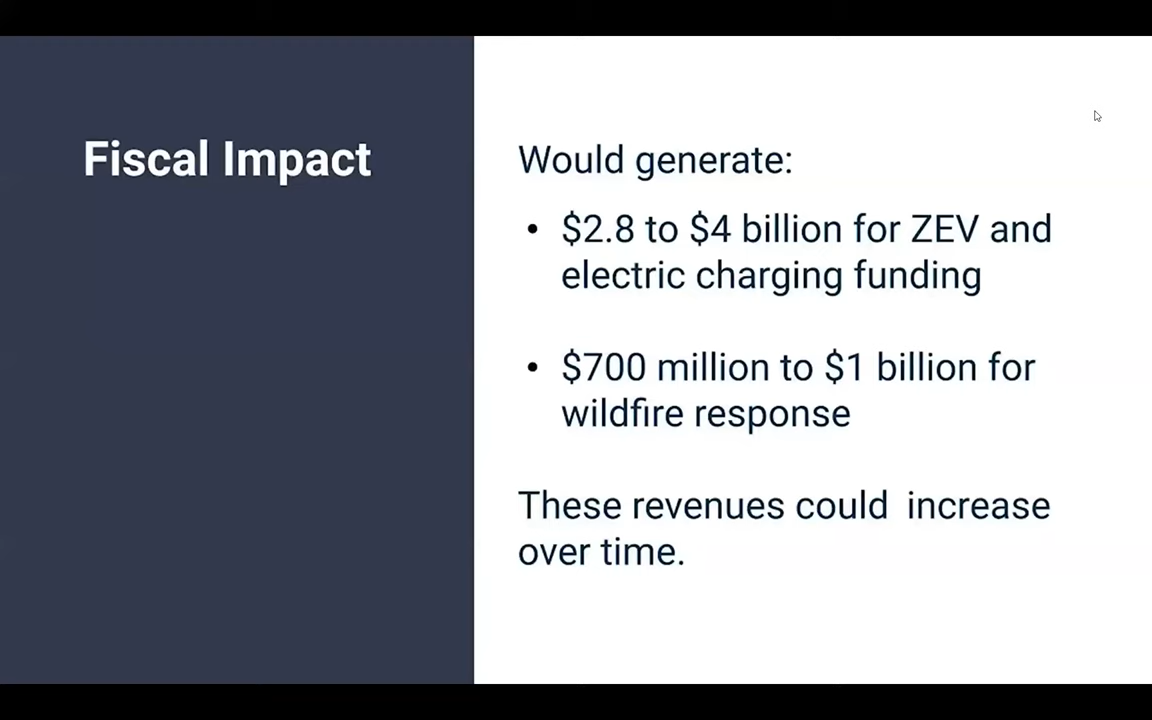 Fiscal Impact
Would generate:
• $2.8 to $4 billion for ZEV and
electric charging funding
• $700 million to $1 billion for
wildfire response
These revenues could  increase
over time.